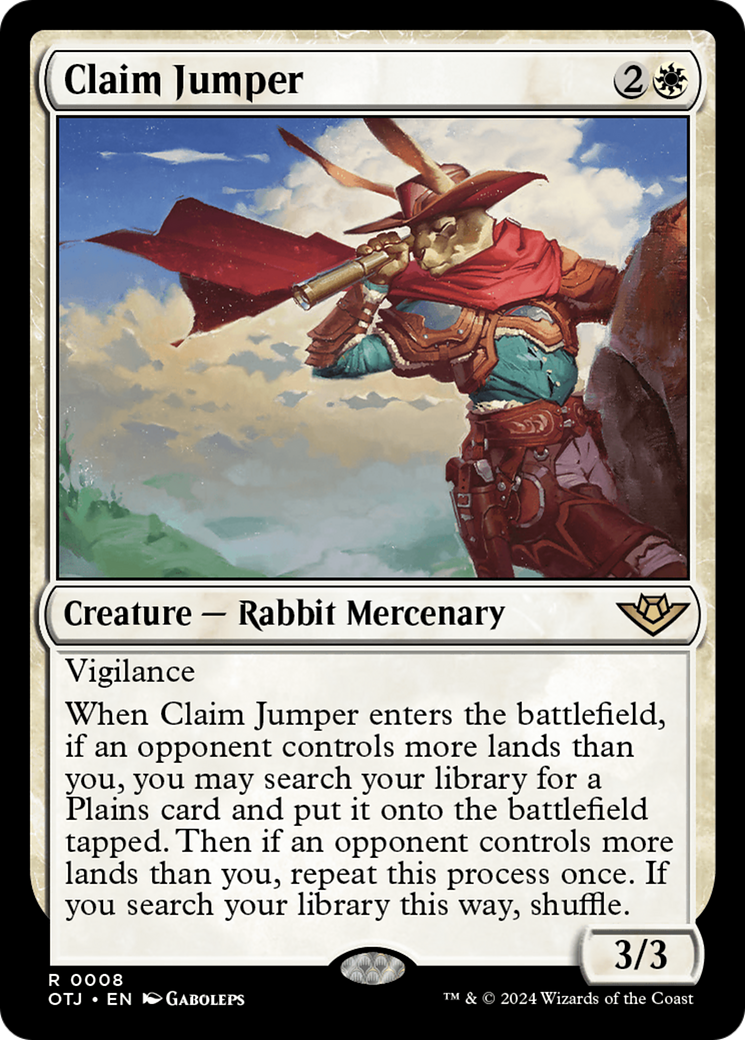 Claim Jumper 2
Creature — Rabbit Mercenary
Vigilance
When Claim Jumper enters the battlefield,
if an opponent controls more lands than
you, you may search your library for a
Plains card and put it onto the battlefield
tapped. Then if an opponent controls more
lands than you, repeat this process once. If
you search your library this way, shuffle.
3/3
R 0008
OTJ • EN Gaboleps
™ & © 2024 Wizards of the Coast